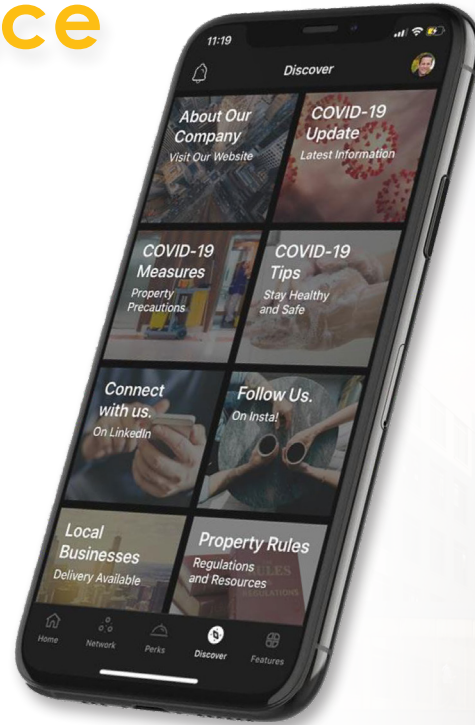 ce
11:19
Discover
About Our
Company
Visit Our Website
COVID-19
Update
Latest Information
COVID-19
Measures
Property
Precautions
COVID-19
Tips
Stay Healthy
and Safe
Connect
with us.
On LinkedIn
Follow Us.
On Insta!
Local
Businesses
Delivery Available
Property Rules
Regulations
and Resources
RULES
REGULATIONS
Home
Network
Perks
Discover
Features